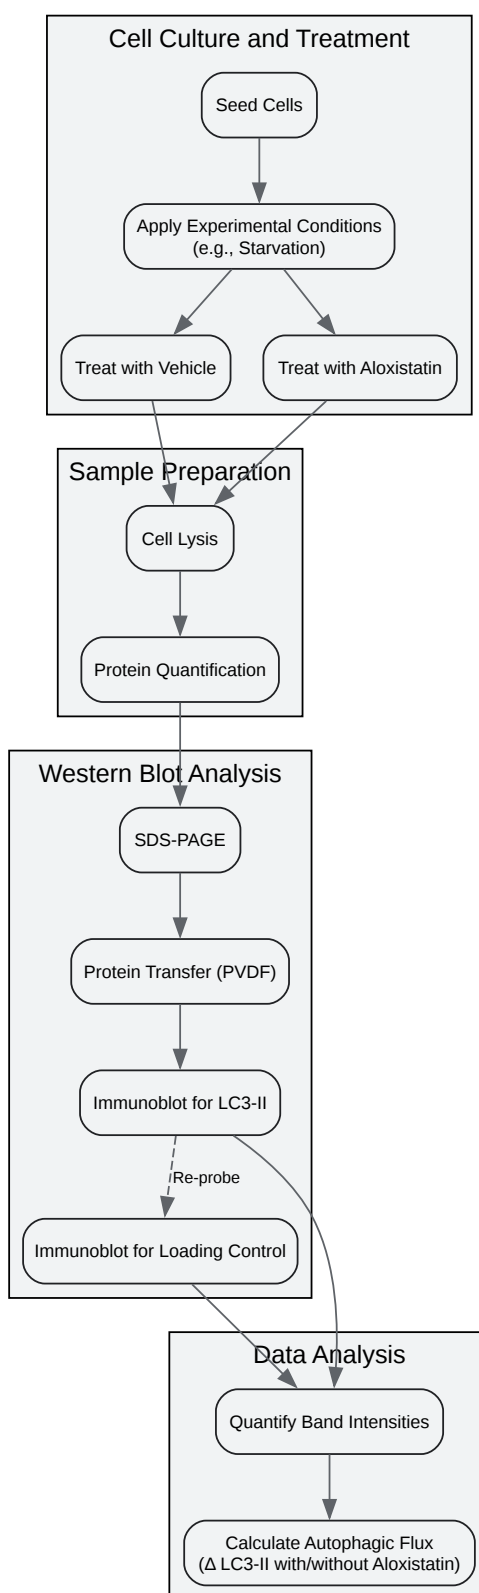 Cell Culture and Treatment
Seed Cells
Apply Experimental Conditions
(e.g., Starvation)
Treat with Vehicle
Treat with Aloxistatin
Sample Preparation
Cell Lysis
Protein Quantification
Western Blot Analysis
SDS-PAGE
Protein Transfer (PVDF)
Immunoblot for LC3-II
Re-probe
Immunoblot for Loading Control
Data Analysis
Quantify Band Intensities
Calculate Autophagic Flux
(Δ LC3-II with/without Aloxistatin)